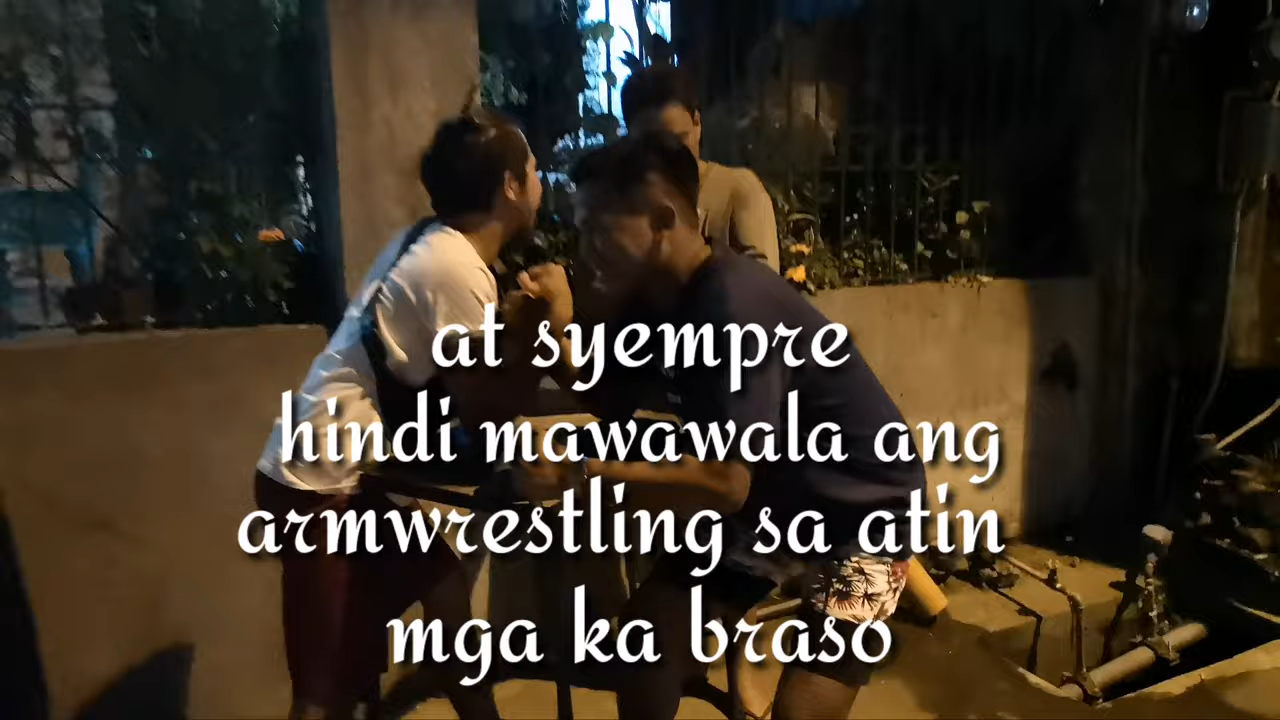 at syempre
hindi mawawala ang
armwrestling sa atin
mga ka braso